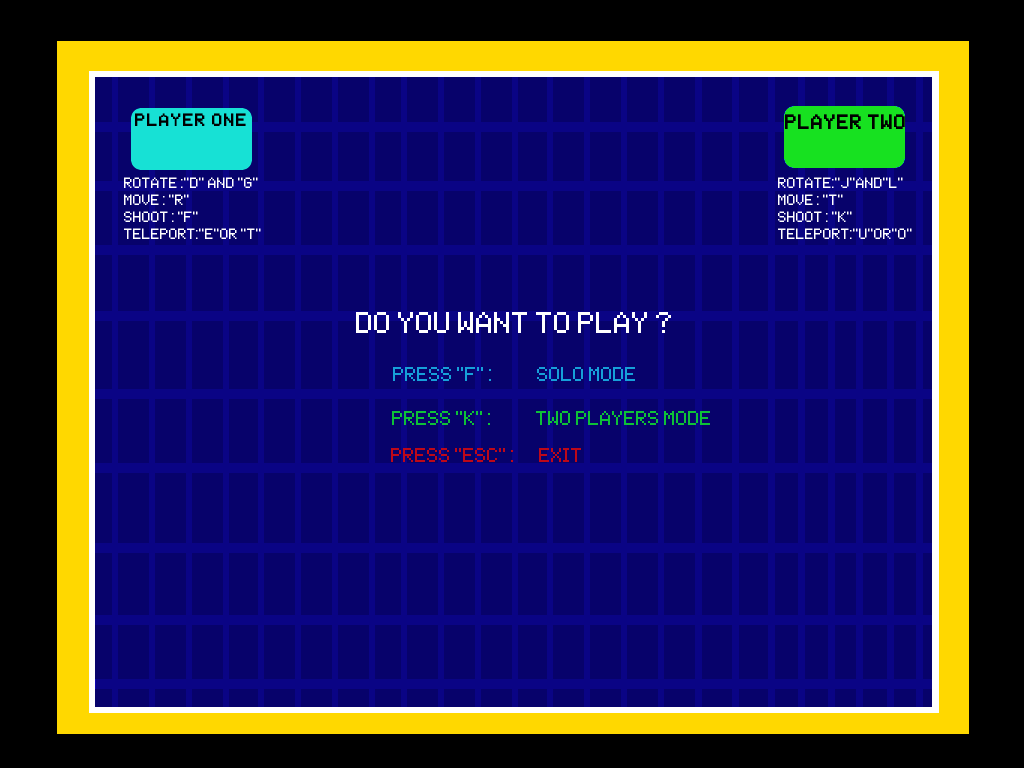 PLAYER ONE
ROTATE :"D" AND "G"
MOVE : "R"
SHOOT : "F"
TELEPORT:"E"OR "T"
PLAYER TWO
ROTATE:"J"AND"L"
MOVE : "T"
SHOOT : "K"
TELEPORT:"U"OR"O"
DO YOU WANT TO PLAY ?
PRESS "F" : SOLO MODE
PRESS "K" : TWO PLAYERS MODE
PRESS "ESC" : EXIT